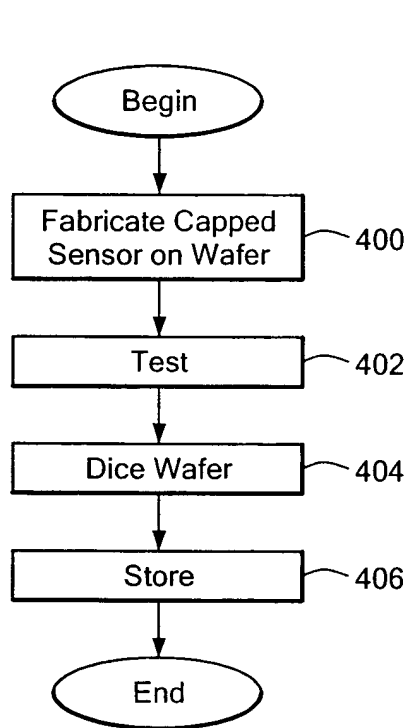 Begin
Fabricate Capped
Sensor on Wafer
400
Test
402
Dice Wafer
404
Store
406
End